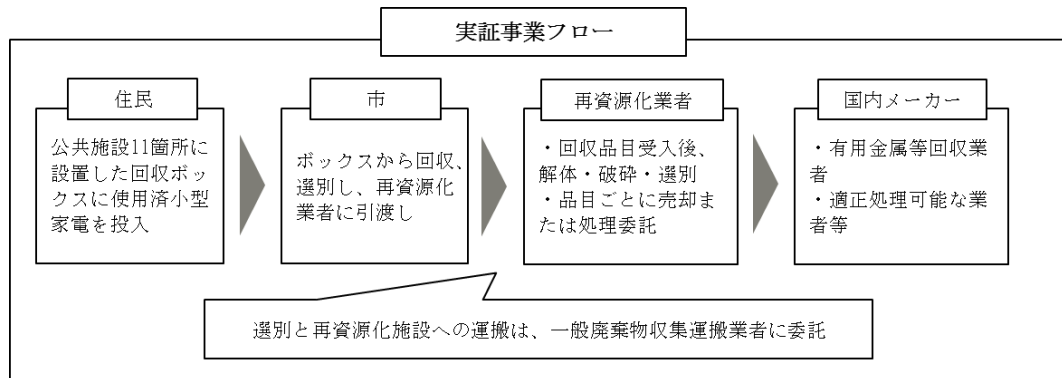 実証事業フロー
住民
公共施設11箇所に
設置した回収ボッ
クスに使用済小型
家電を投入
市
ボックスから回収、
選別し、再資源化
業者に引渡し
再資源化業者
・回収品目受入後、
解体・破砕・選別
・品目ごとに売却ま
たは処理委託
国内メーカー
・有用金属等回収業
者
・適正処理可能な業
者等
選別と再資源化施設への運搬は、一般廃棄物収集運搬業者に委託